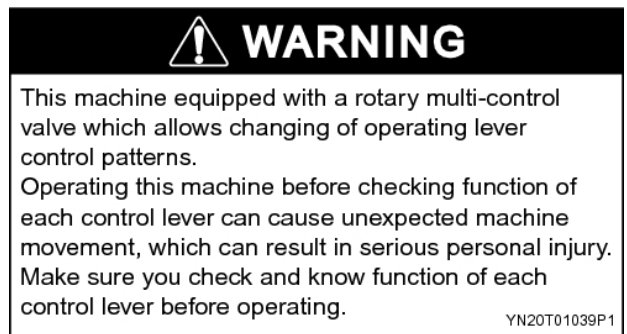 WARNING
This machine equipped with a rotary multi-control
valve which allows changing of operating lever
control patterns.
Operating this machine before checking function of
each control lever can cause unexpected machine
movement, which can result in serious personal injury.
Make sure you check and know function of each
control lever before operating.
YN20T01039P1